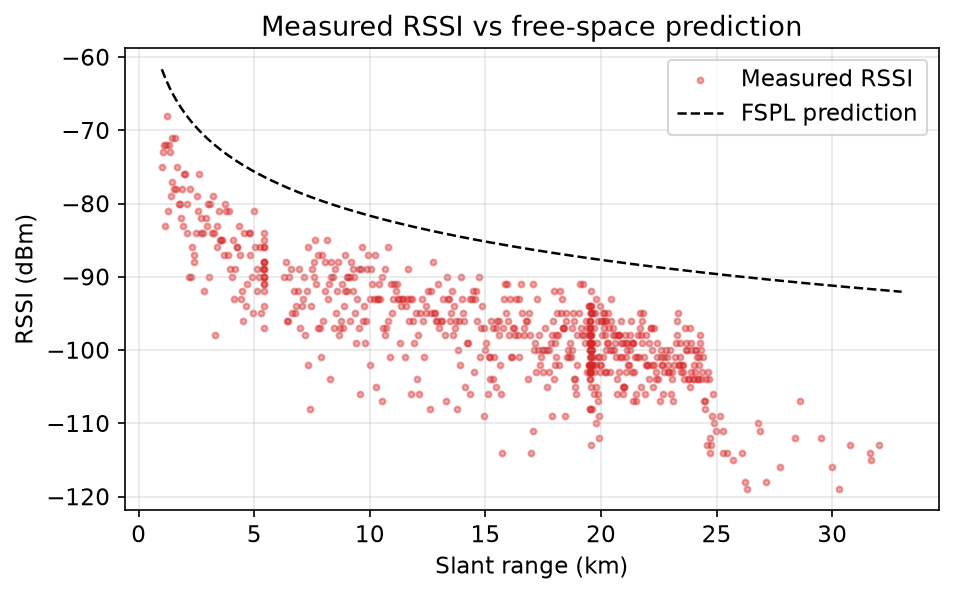 Measured RSSI vs free-space prediction
Measured RSSI
FSPL prediction
RSSI (dBm)
−60
−70
−80
−90
−100
−110
−120
0 5 10 15 20 25 30
Slant range (km)